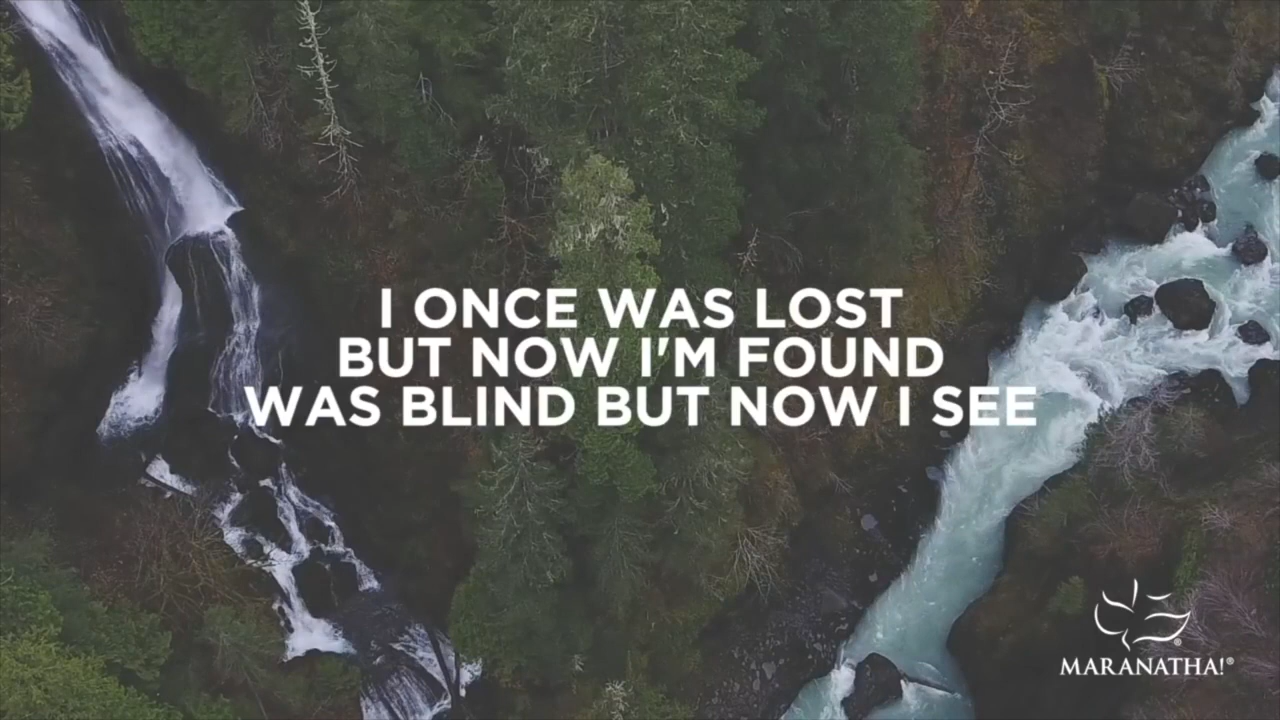 I ONCE WAS LOST
BUT NOW I'M FOUND
WAS BLIND BUT NOW I SEE
MARANATHA!®